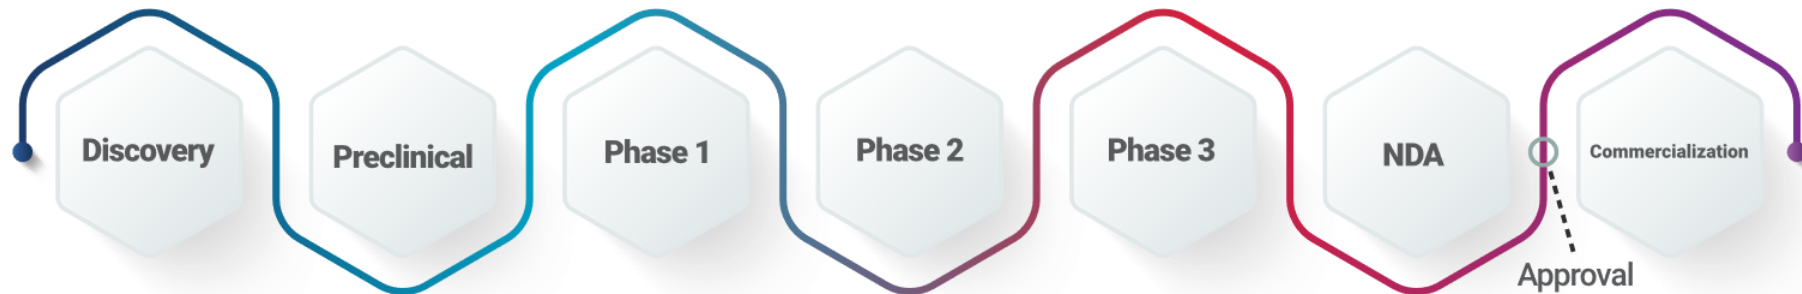 Discovery
Preclinical
Phase 1
Phase 2
Phase 3
NDA
Commercialization
Approval